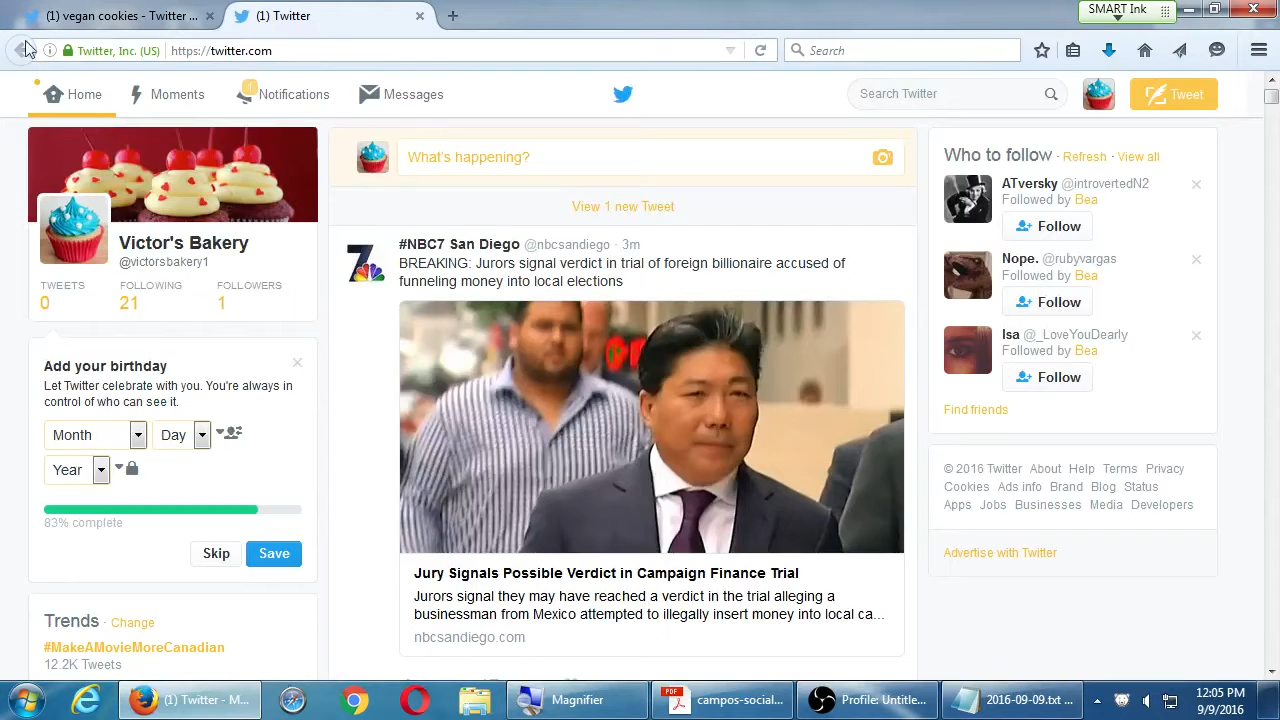 (1) vegan cookies - Twitter ...
(1) Twitter
SMART Ink
Twitter, Inc. (US)
https://twitter.com
Search
Home
Moments
1
Notifications
Messages
Search Twitter
Tweet
Victor's Bakery
@victorsbakery1
TWEETS FOLLOWING FOLLOWERS
0 21 1
Add your birthday
Let Twitter celebrate with you. You're always in
control of who can see it.
Month Day
Year
83% complete
Skip Save
Trends · Change
#MakeAMovieMoreCanadian
12.2K Tweets
What's happening?
View 1 new Tweet
#NBC7 San Diego @nbcsandiego · 3m
BREAKING: Jurors signal verdict in trial of foreign billionaire accused of
funneling money into local elections
7
Jury Signals Possible Verdict in Campaign Finance Trial
Jurors signal they may have reached a verdict in the trial alleging a
businessman from Mexico attempted to illegally insert money into local ca...
nbcsandiego.com
Who to follow · Refresh · View all
ATversky @introvertedN2
Followed by Bea
Follow
Nope. @rubyvargas
Followed by Bea
Follow
Isa @_LoveYouDearly
Followed by Bea
Follow
Find friends
© 2016 Twitter About Help Terms Privacy
Cookies Ads info Brand Blog Status
Apps Jobs Businesses Media Developers
Advertise with Twitter
(1) Twitter - M...
Magnifier
PDF
campos-social...
Profile: Untitle...
2016-09-09.txt ...
12:05 PM
9/9/2016